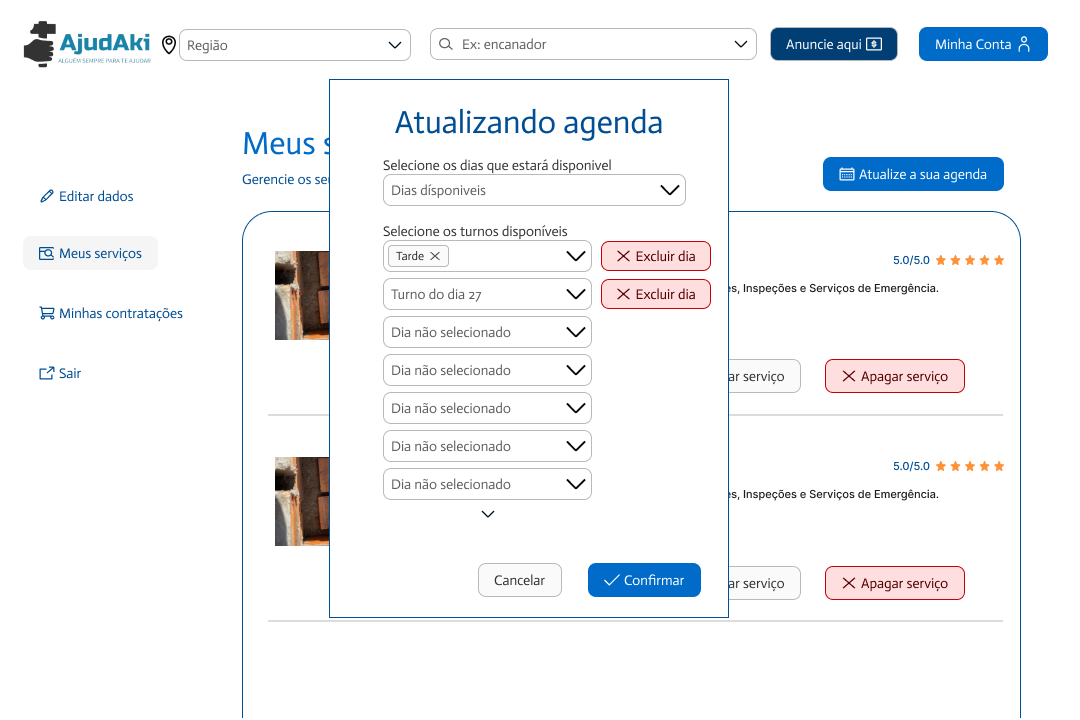 AjudAki
ALGUÉM SEMPRE PARA TE AJUDAR
Região
Ex: encanador
Anuncie aqui
Minha Conta
Atualizando agenda
Meus s
Gerencie os seu
Atualize a sua agenda
Editar dados
Meus serviços
Minhas contratações
Sair
Selecione os dias que estará disponivel
Dias dísponiveis
Selecione os turnos disponíveis
Tarde
Excluir dia
Turno do dia 27
Excluir dia
Dia não selecionado
Dia não selecionado
Dia não selecionado
Dia não selecionado
Dia não selecionado
Cancelar
Confirmar
5.0/5.0
s, Inspeções e Serviços de Emergência.
ar serviço
Apagar serviço
5.0/5.0
s, Inspeções e Serviços de Emergência.
ar serviço
Apagar serviço